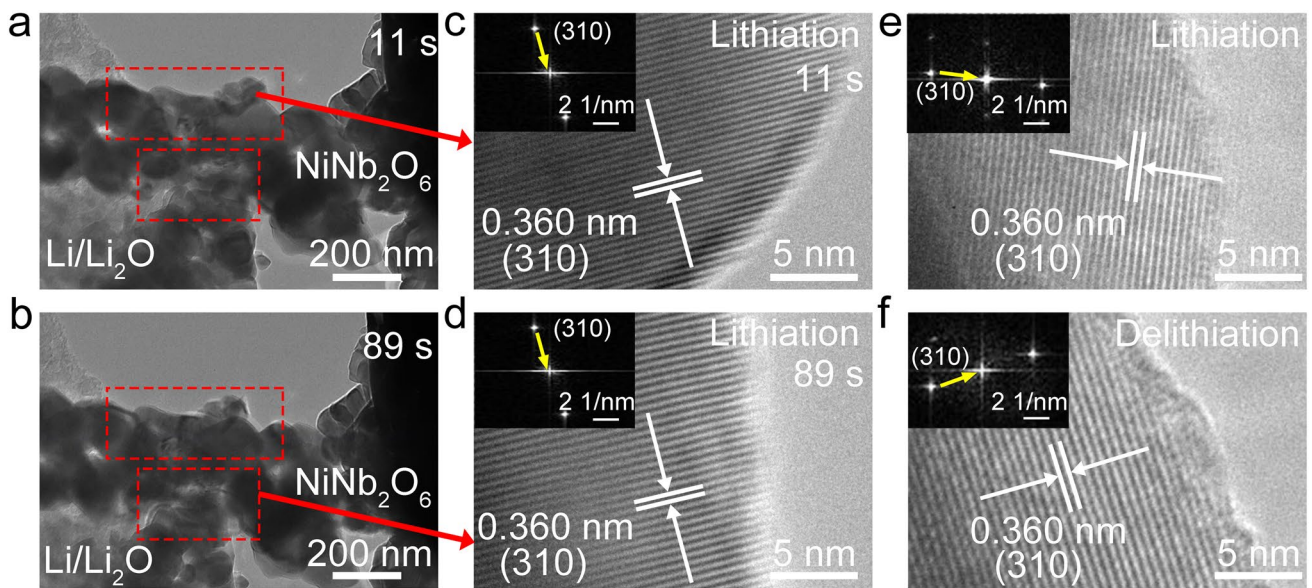 a
11 s
NiNb₂O₆
Li/Li₂O
200 nm
c
(310)
2 1/nm
Lithiation
11 s
0.360 nm
(310)
5 nm
e
(310)
2 1/nm
Lithiation
0.360 nm
(310)
5 nm
b
89 s
NiNb₂O₆
Li/Li₂O
200 nm
d
(310)
2 1/nm
Lithiation
89 s
0.360 nm
(310)
5 nm
f
(310)
2 1/nm
Delithiation
0.360 nm
(310)
5 nm